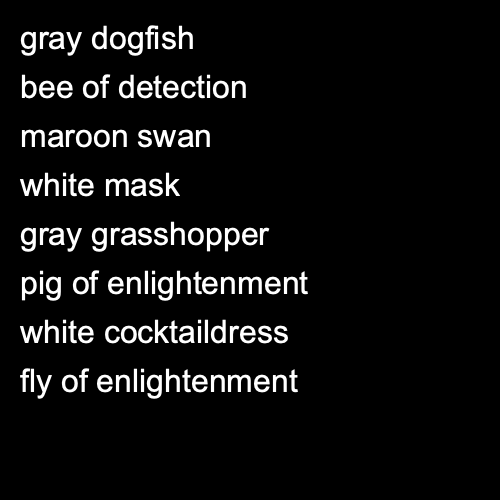 gray dogfish
bee of detection
maroon swan
white mask
gray grasshopper
pig of enlightenment
white cocktaildress
fly of enlightenment